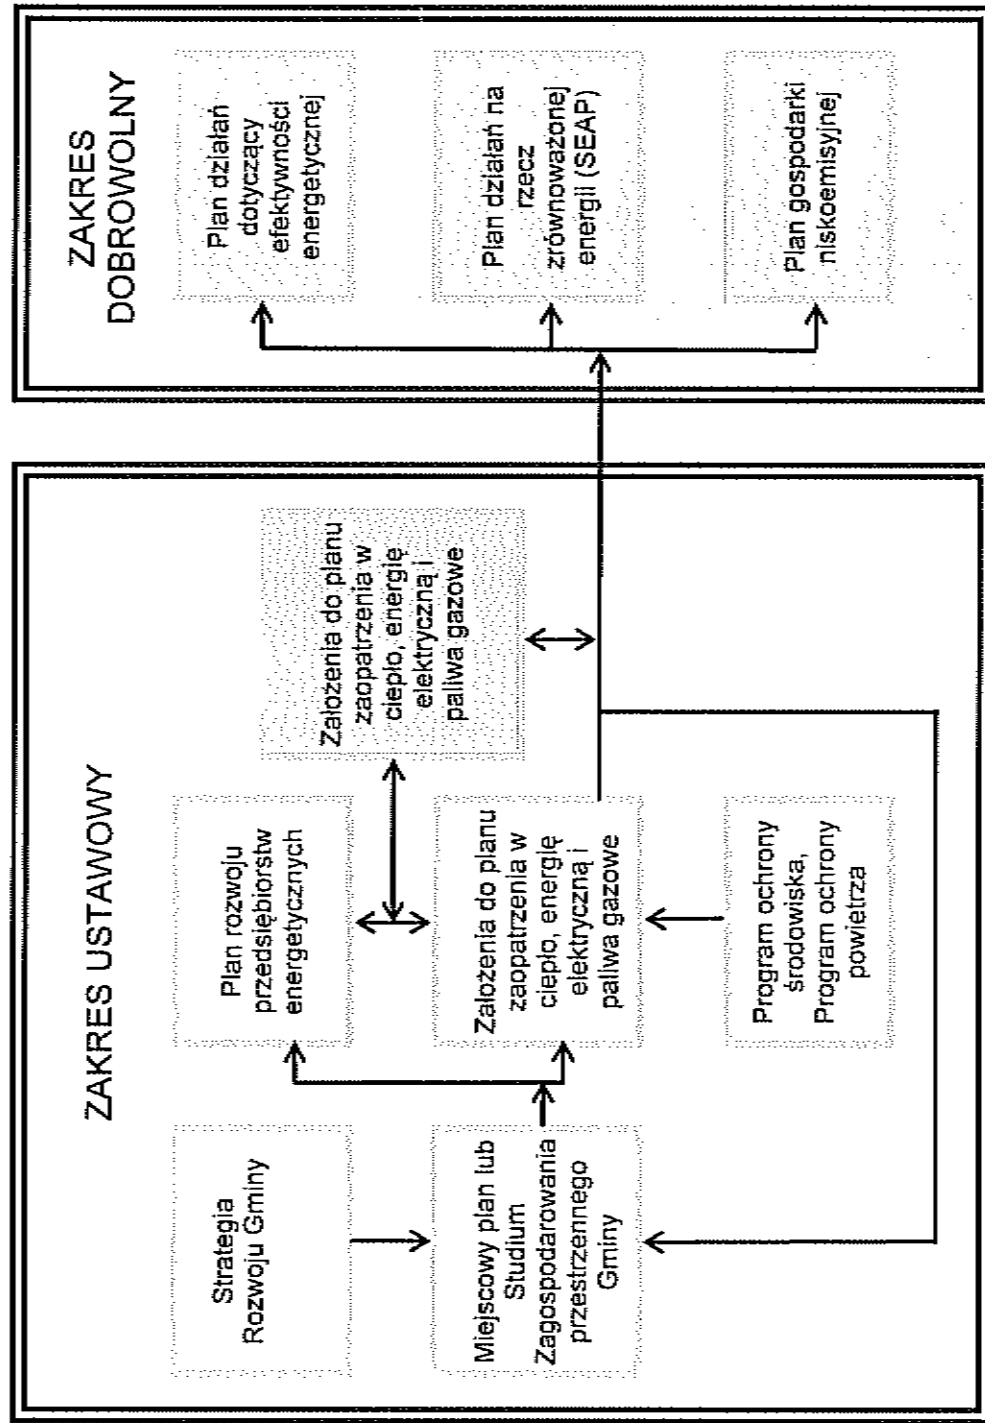 ZAKRES USTAWOWY
Strategia
Rozwoju Gminy
Miejscowy plan lub
Studium
Zagospodarowania
przestrzennego
Gminy
Plan rozwoju
przedsiębiorstw
energetycznych
Założenia do planu
zaopatrzenia w
ciepło, energię
elektryczną i
paliwa gazowe
Program ochrony
środowiska,
Program ochrony
powietrza
Założenia do planu
zaopatrzenia w
ciepło, energię
elektryczną i
paliwa gazowe
ZAKRES
DOBROWOLNY
Plan działań
dotyczący
efektywności
energetycznej
Plan działań na
rzecz
zrównoważonej
energii (SEAP)
Plan gospodarki
niskoemisyjnej